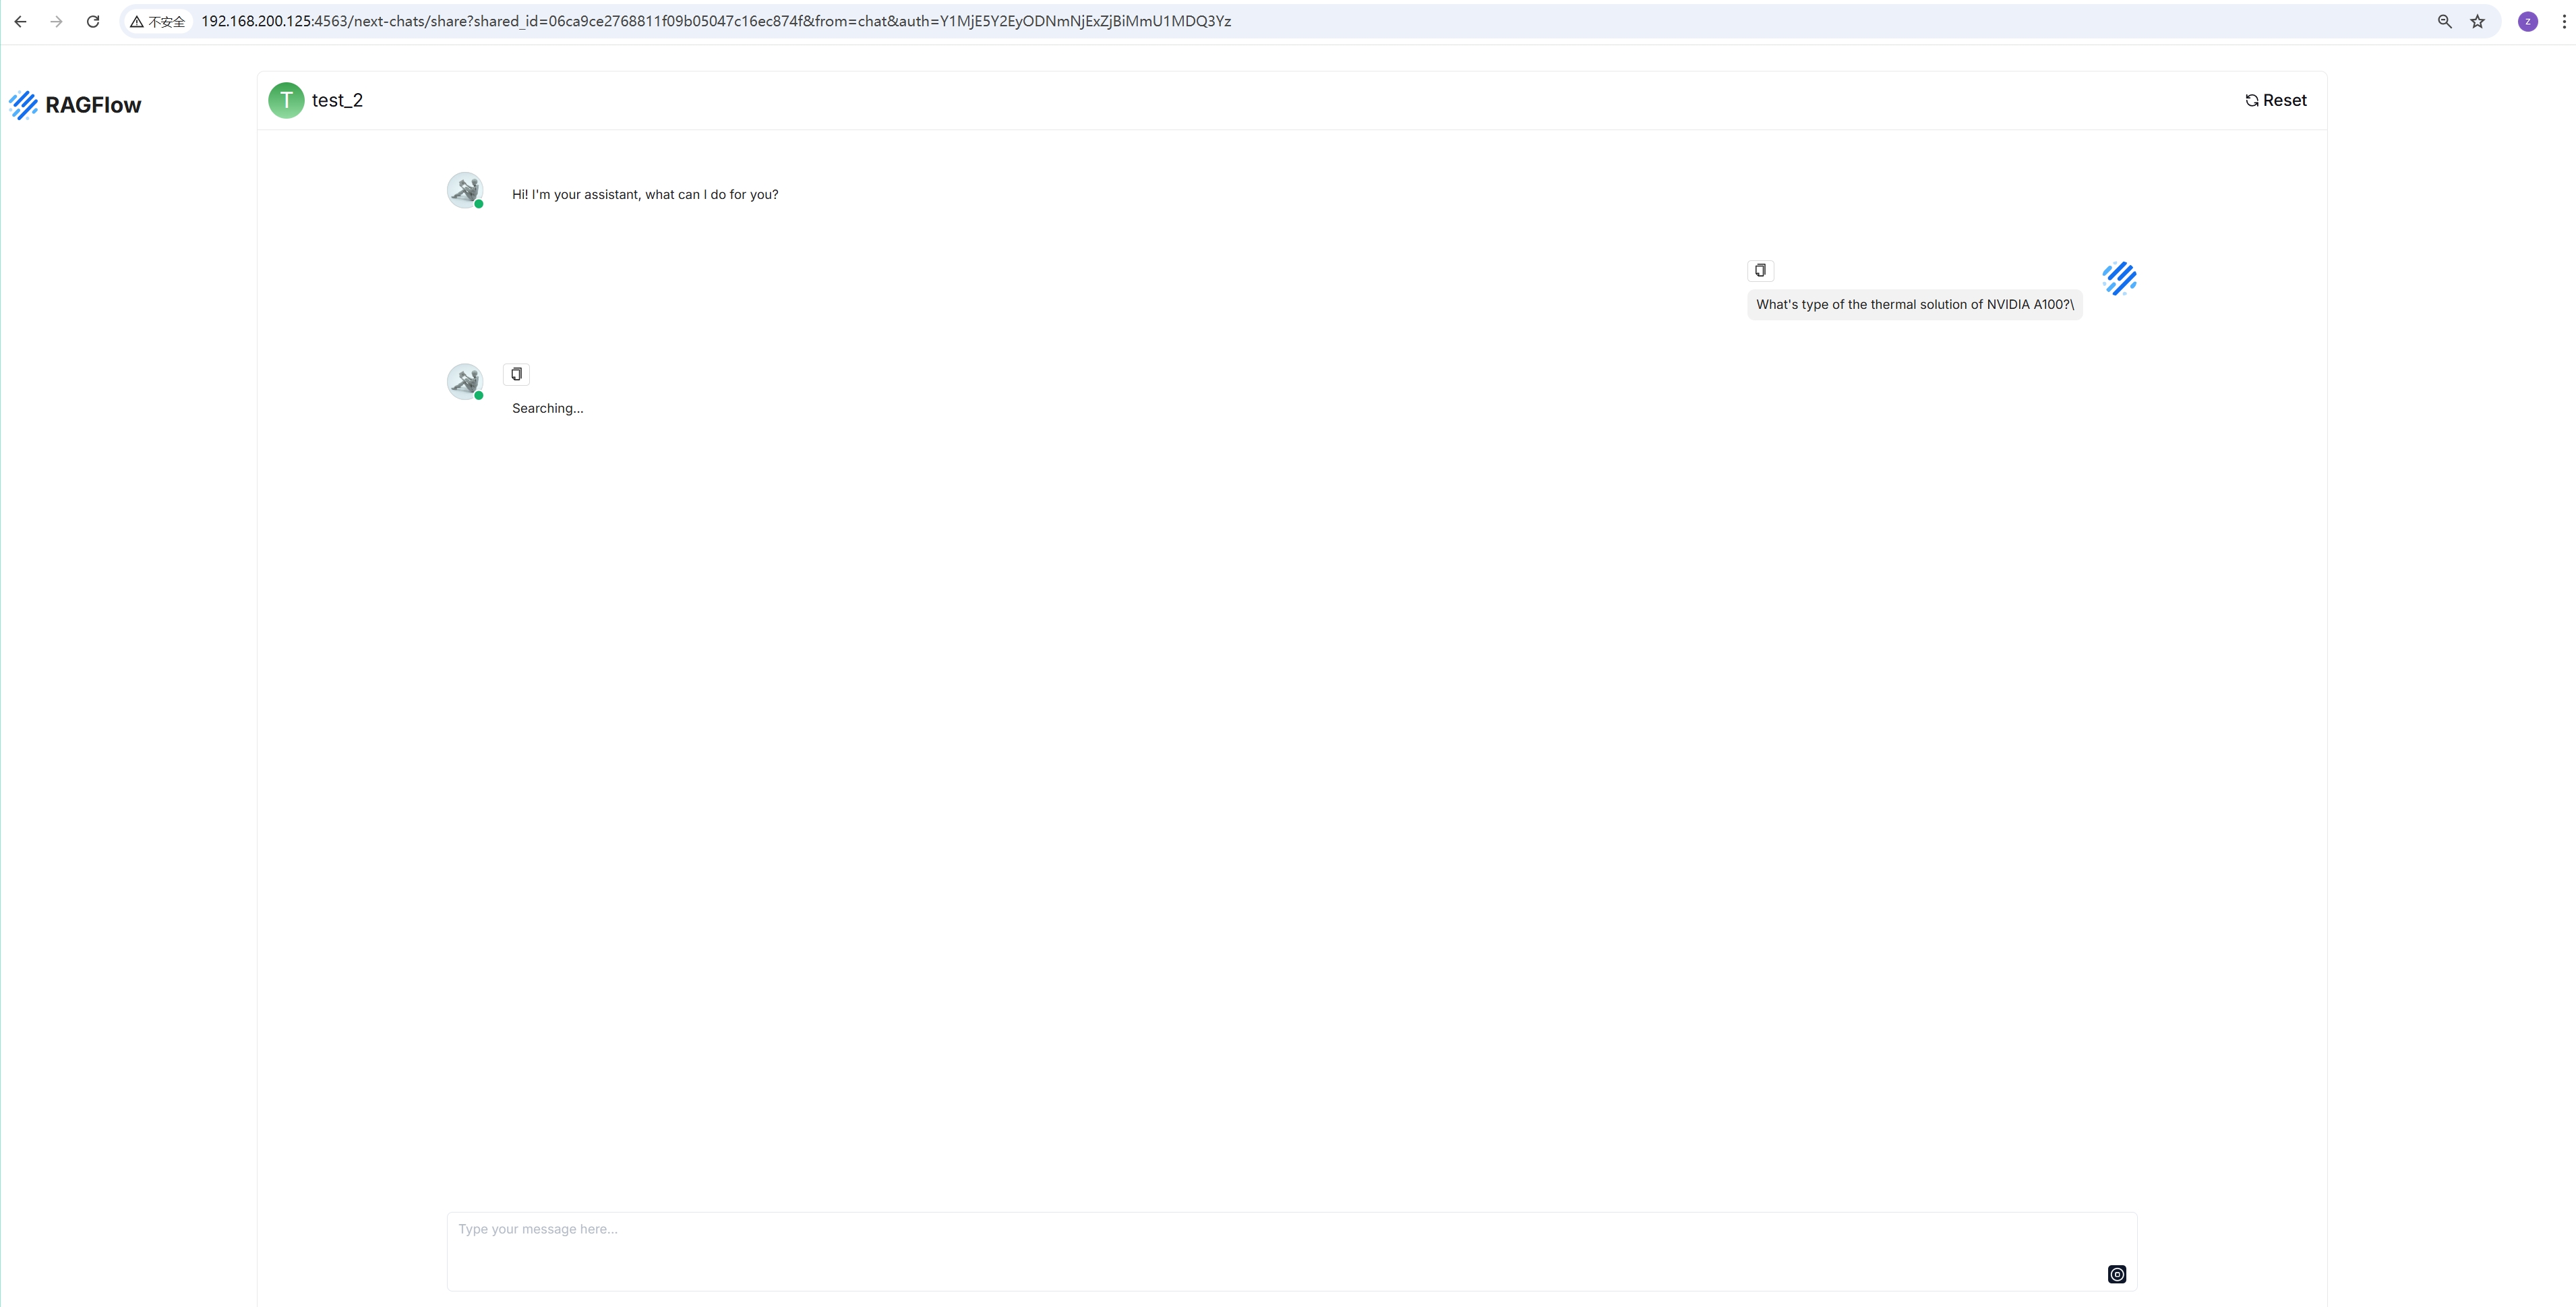 不安全 192.168.200.125:4563/next-chats/share?shared_id=06ca9ce2768811f09b05047c16ec874f&from=chat&auth=Y1MjE5Y2EyODNmNjExZjBiMmU1MDQ3Yz
z
RAGFlow
T test_2
Reset
Hi! I'm your assistant, what can I do for you?
What's type of the thermal solution of NVIDIA A100?\
Searching...
Type your message here...